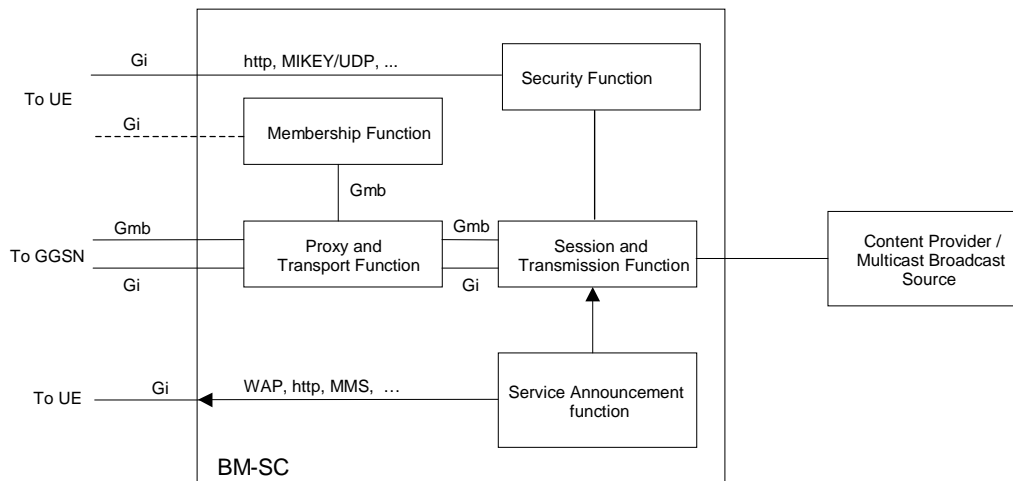 Gi
http, MIKEY/UDP, ...
Security Function
To UE
Gi
Membership Function
Gmb
Gmb
Gmb
To GGSN
Proxy and
Transport Function
Session and
Transmission Function
Content Provider /
Multicast Broadcast
Source
Gi
Gi
To UE
Gi
WAP, http, MMS, ...
Service Announcement
function
BM-SC